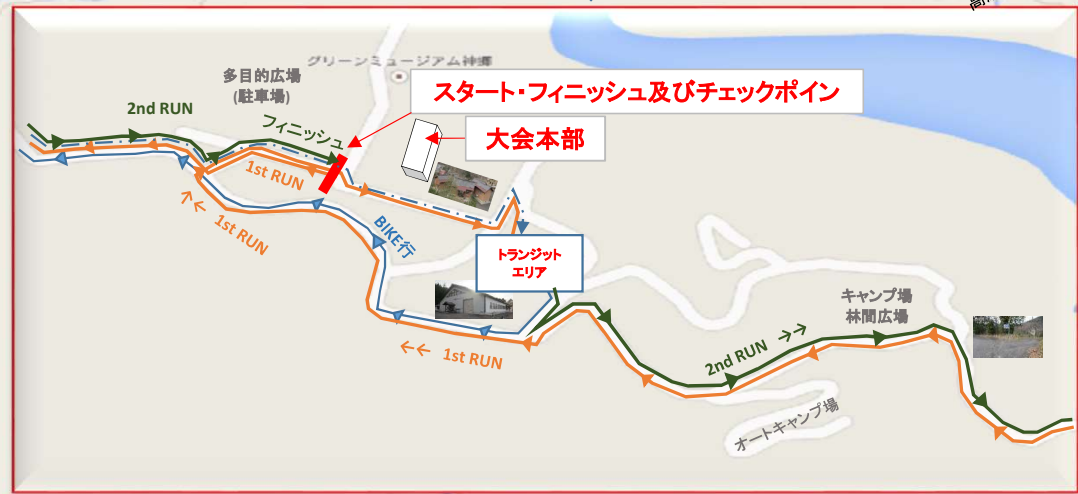 グリーンミュージアム神郷
多目的広場
(駐車場)
スタート・フィニッシュ及びチェックポイン
2nd RUN
フィニッシュ
大会本部
1st RUN
↑← 1st RUN
BIKE行
トランジット
エリア
キャンプ場
林間広場
←← 1st RUN
2nd RUN →→
オートキャンプ場